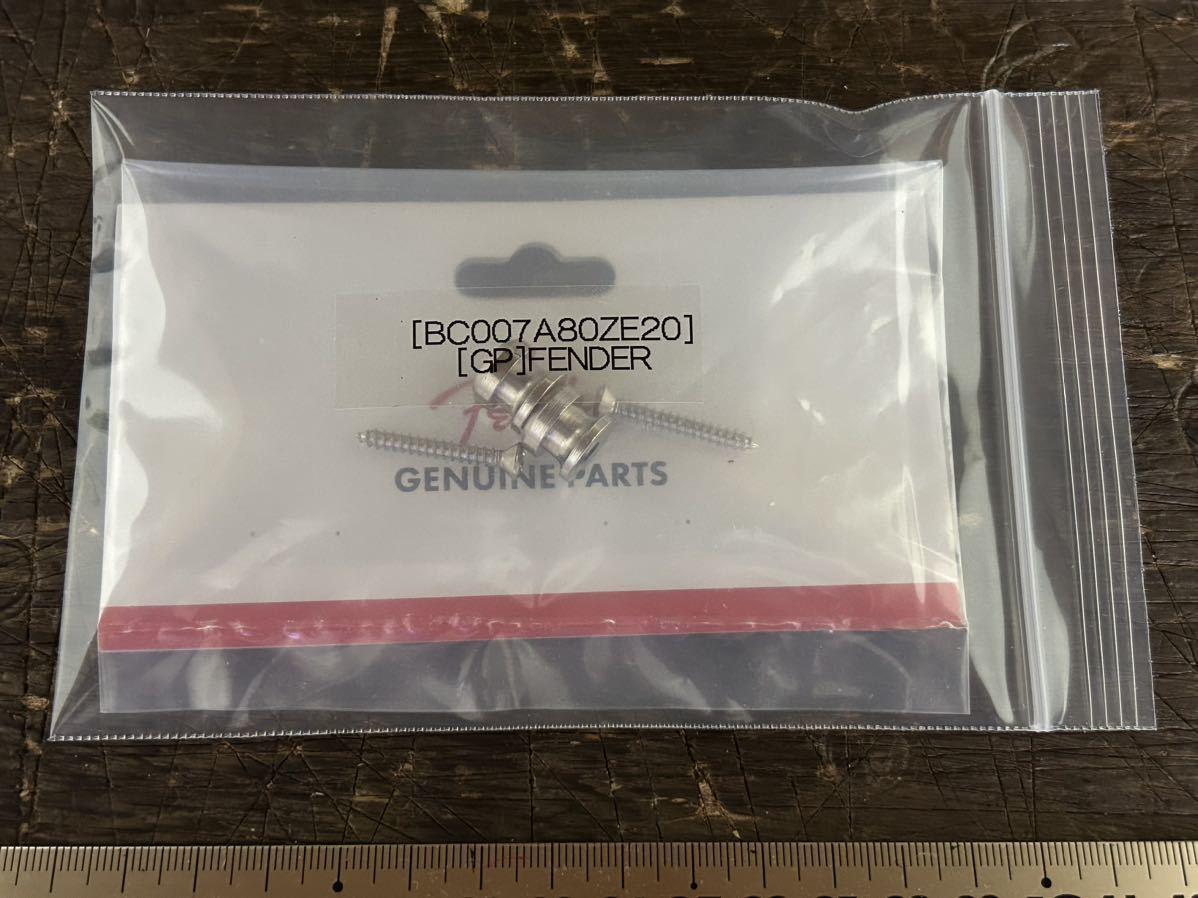 [BC007A80ZE20]
[GP]FENDER
GENUINE PARTS